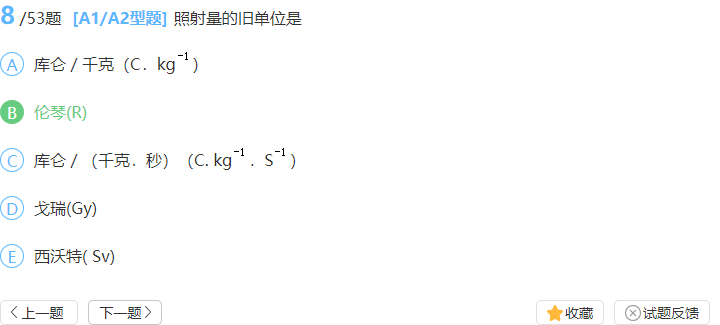 8/53题 [A1/A2型题] 照射量的旧单位是
A 库仑 / 千克（C．kg⁻¹）
B 伦琴(R)
C 库仑 / （千克．秒）（C. kg⁻¹ ．S⁻¹）
D 戈瑞(Gy)
E 西沃特( Sv)
上一题 下一题 收藏 试题反馈